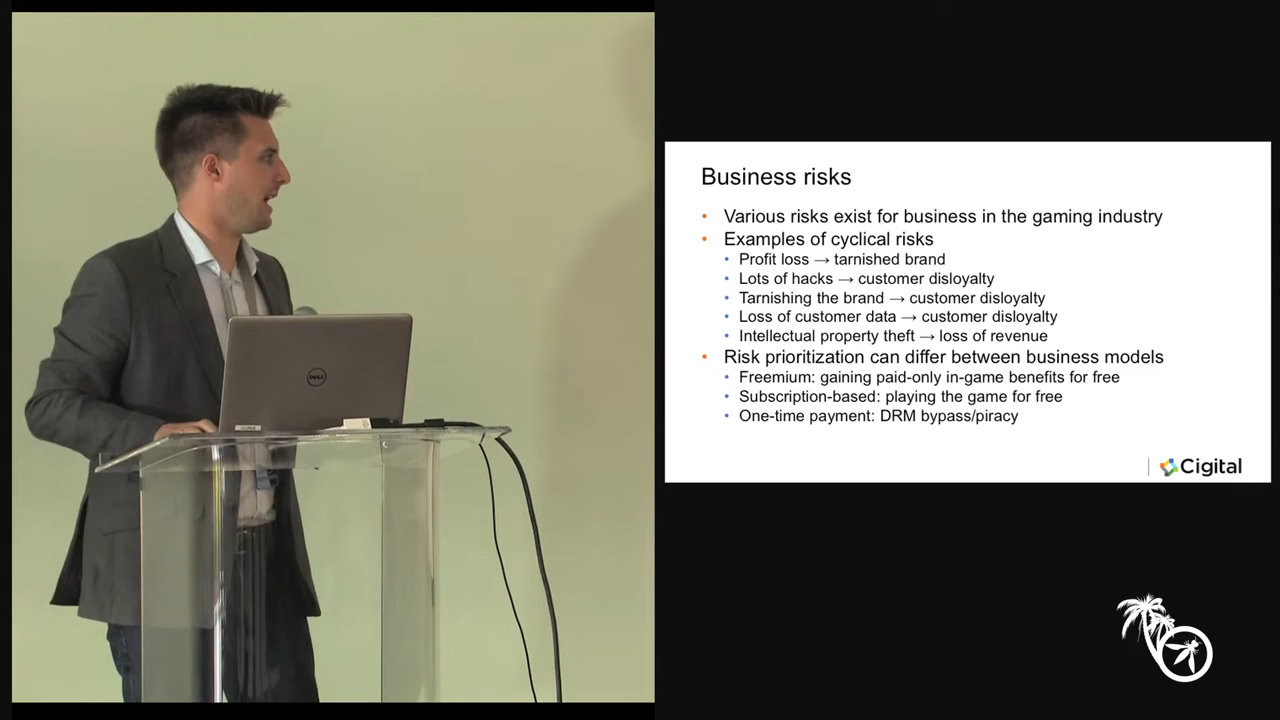 Business risks
• Various risks exist for business in the gaming industry
• Examples of cyclical risks
• Profit loss → tarnished brand
• Lots of hacks → customer disloyalty
• Tarnishing the brand → customer disloyalty
• Loss of customer data → customer disloyalty
• Intellectual property theft → loss of revenue
• Risk prioritization can differ between business models
• Freemium: gaining paid-only in-game benefits for free
• Subscription-based: playing the game for free
• One-time payment: DRM bypass/piracy
Cigital
DELL